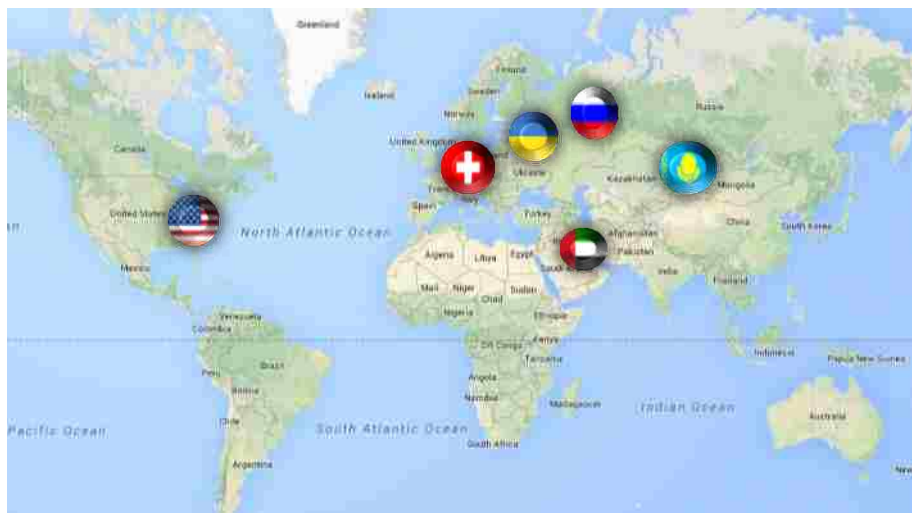 Greenland
Finland
Iceland
Sweden
Norway
Russia
Canada
United Kingdom
Ukraine
Kazakhstan
Mongolia
United States
Spain
Italy
Turkey
China
South Korea
North Atlantic Ocean
Afghanistan
Pakistan
Algeria
Libya
Egypt
Saudi
Mexico
India
Mali
Niger
Chad
Sudan
Thailand
Nigeria
Ethiopia
Venezuela
Colombia
DR Congo
Kenya
Tanzania
Indonesia
Papua New Guinea
Peru
Brazil
Bolivia
Angola
Namibia
Madagascar
Indian Ocean
Chile
Australia
Pacific Ocean
South Atlantic Ocean
South Africa
Argentina
New